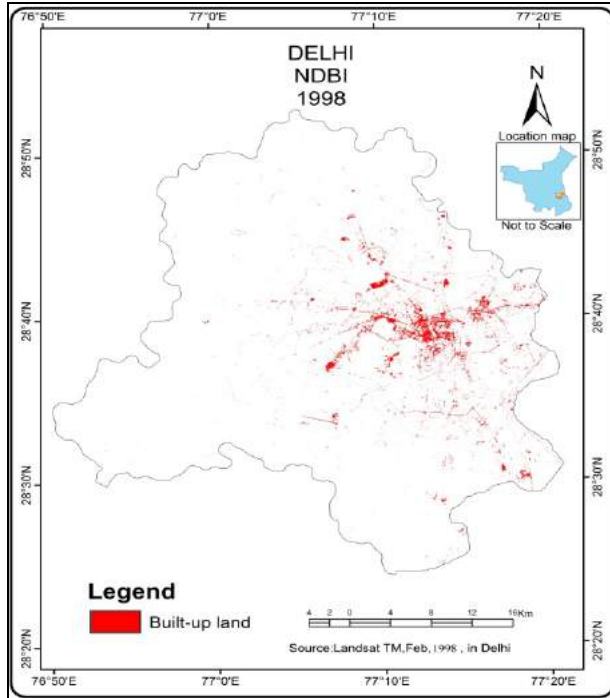 76°50'E 77°0'E 77°10'E 77°20'E
DELHI
NDBI
1998
N
Location map
Not to Scale
28°50'N 28°50'N
28°40'N 28°40'N
28°30'N 28°30'N
28°20'N 28°20'N
Legend
Built-up land
4 2 0 4 8 12 16Km
Source:Landsat TM,Feb,1998 , in Delhi
76°50'E 77°0'E 77°10'E 77°20'E